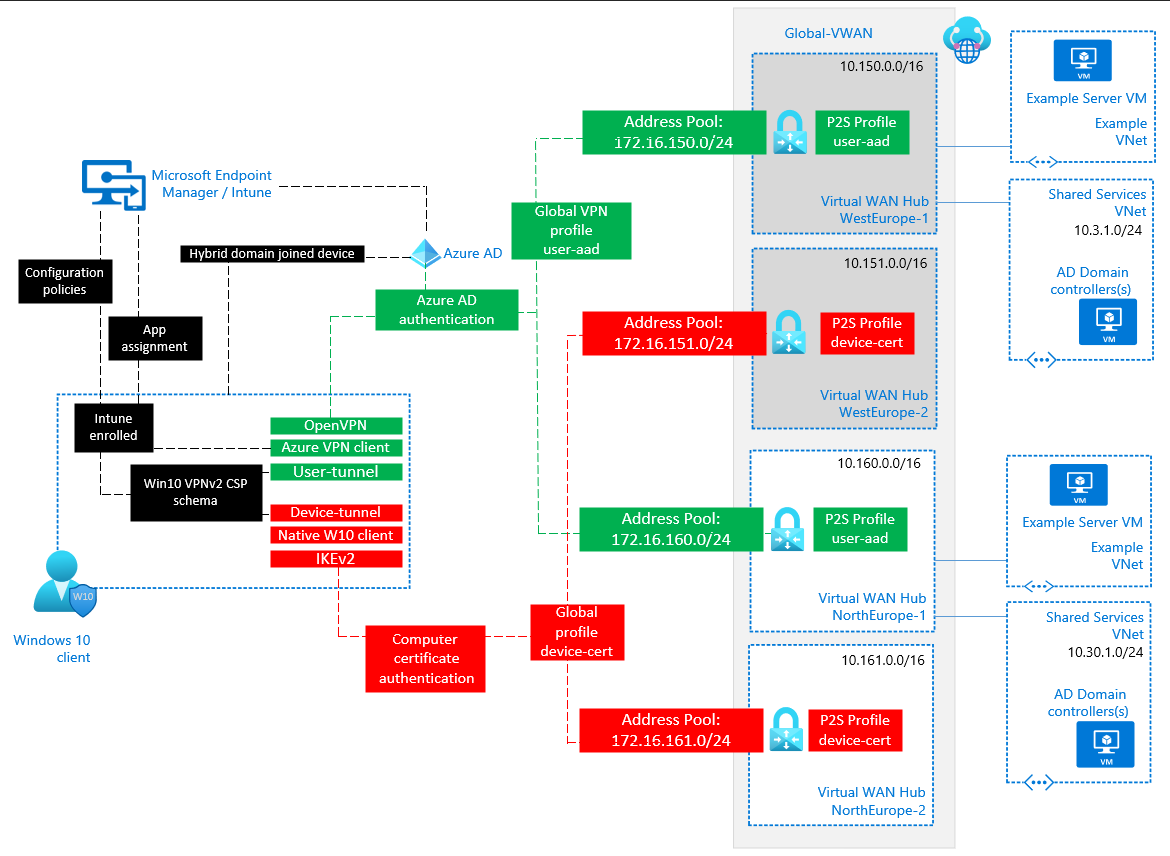 Microsoft Endpoint
Manager / Intune
Hybrid domain joined device
Azure AD
Configuration
policies
App
assignment
Azure AD
authentication
Intune
enrolled
Win10 VPNv2 CSP
schema
OpenVPN
Azure VPN client
User-tunnel
Device-tunnel
Native W10 client
IKEv2
W10
Windows 10
client
Computer
certificate
authentication
Global VPN
profile
user-aad
Global
profile
device-cert
Global-VWAN
10.150.0.0/16
Address Pool:
172.16.150.0/24
P2S Profile
user-aad
Virtual WAN Hub
WestEurope-1
10.151.0.0/16
Address Pool:
172.16.151.0/24
P2S Profile
device-cert
Virtual WAN Hub
WestEurope-2
10.160.0.0/16
Address Pool:
172.16.160.0/24
P2S Profile
user-aad
Virtual WAN Hub
NorthEurope-1
10.161.0.0/16
Address Pool:
172.16.161.0/24
P2S Profile
device-cert
Virtual WAN Hub
NorthEurope-2
VM
Example Server VM
Example
VNet
Shared Services
VNet
10.3.1.0/24
AD Domain
controllers(s)
VM
VM
Example Server VM
Example
VNet
Shared Services
VNet
10.30.1.0/24
AD Domain
controllers(s)
VM